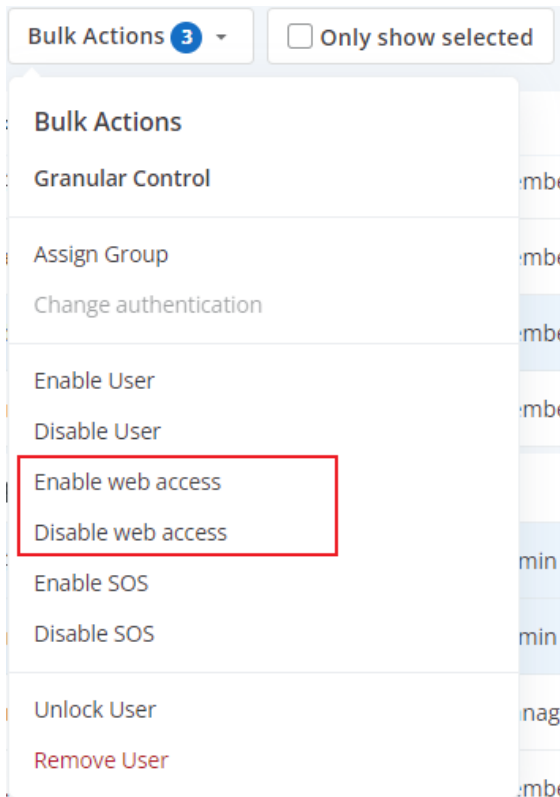 Bulk Actions 3
Only show selected
Bulk Actions
Granular Control
Assign Group
Change authentication
Enable User
Disable User
Enable web access
Disable web access
Enable SOS
Disable SOS
Unlock User
Remove User